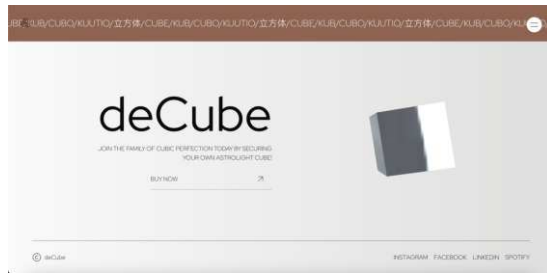 KUB/CUBO/KUUTIO/立方体/CUBE/KUB/CUBO/KUUTIO/立方体/CUBE/KUB/CUBO/KUUTIO/立方体/CUBE/KUB/CUBO/
deCube
JOIN THE FAMILY OF CUBIC PERFECTION TODAY BY SECURING
YOUR OWN ASTROLIGHT CUBE!
BUY NOW
© deCube
INSTAGRAM FACEBOOK LINKEDIN SPOTIFY